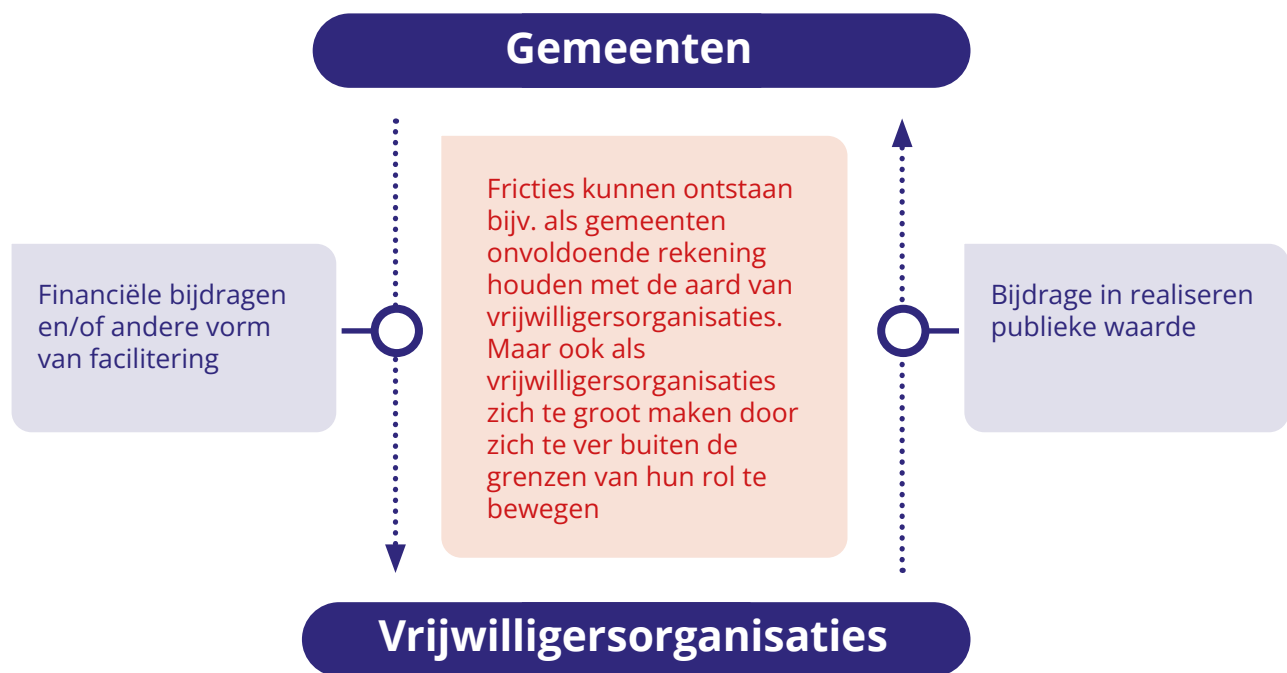 Gemeenten
Financiële bijdragen
en/of andere vorm
van facilitering
Fricties kunnen ontstaan
bijv. als gemeenten
onvoldoende rekening
houden met de aard van
vrijwilligersorganisaties.
Maar ook als
vrijwilligersorganisaties
zich te groot maken door
zich te ver buiten de
grenzen van hun rol te
bewegen
Bijdrage in realiseren
publieke waarde
Vrijwilligersorganisaties